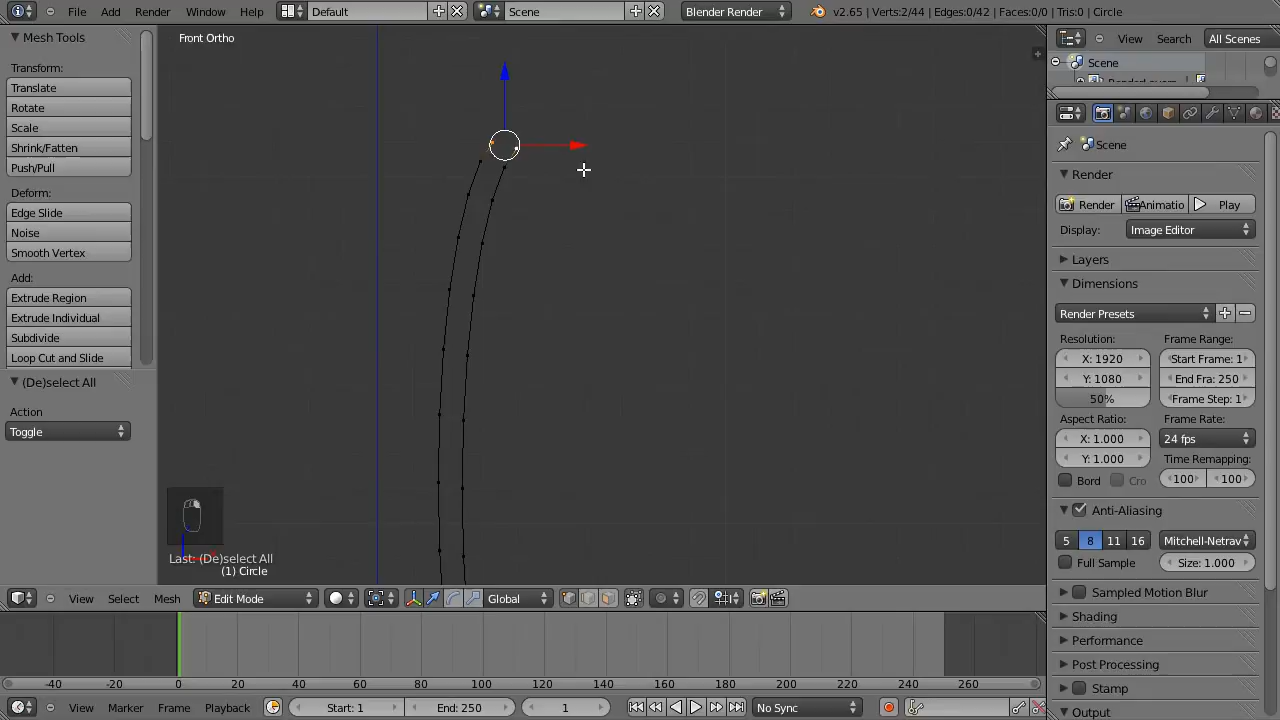 File Add Render Window Help Default Scene Blender Render v2.65 | Verts:2/44 | Edges:0/42 | Faces:0/0 | Tris:0 | Circle
Mesh Tools
Transform:
Translate
Rotate
Scale
Shrink/Fatten
Push/Pull
Deform:
Edge Slide
Noise
Smooth Vertex
Add:
Extrude Region
Extrude Individual
Subdivide
Loop Cut and Slide
(De)select All
Action
Toggle
Front Ortho
Last: (De)select All
(1) Circle
View Select Mesh Edit Mode Global
-40 -20 0 20 40 60 80 100 120 140 160 180 200 220 240 260
View Marker Frame Playback Start: 1 End: 250 1 No Sync
View Search All Scenes
Scene
Scene
Render
Render Animatio Play
Display: Image Editor
Layers
Dimensions
Render Presets
Resolution: Frame Range:
X: 1920 Start Frame: 1
Y: 1080 End Fra: 250
50% Frame Step: 1
Aspect Ratio: Frame Rate:
X: 1.000 24 fps
Y: 1.000 Time Remapping:
Bord Cro 100 100
Anti-Aliasing
5 8 11 16 Mitchell-Netrav
Full Sample Size: 1.000
Sampled Motion Blur
Shading
Performance
Post Processing
Stamp
Output